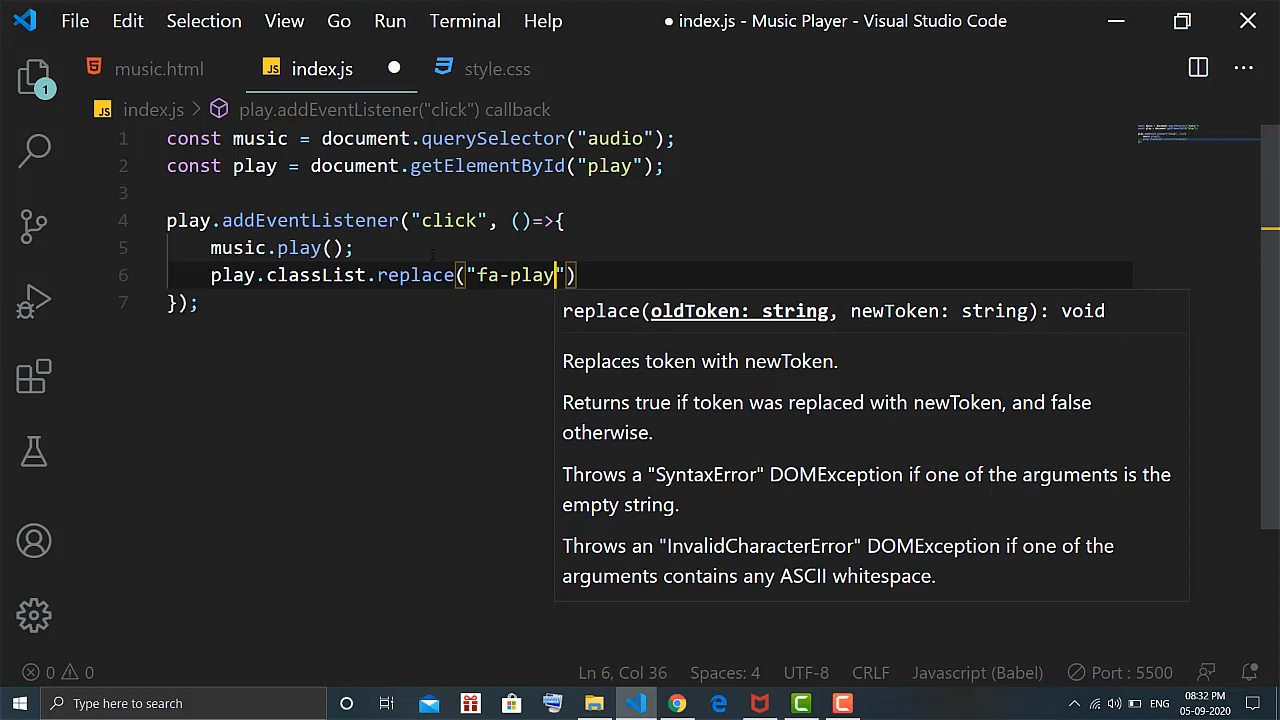 File Edit Selection View Go Run Terminal Help
● index.js - Music Player - Visual Studio Code
music.html
JS index.js ●
style.css
1
JS index.js > play.addEventListener("click") callback
1 const music = document.querySelector("audio");
2 const play = document.getElementById("play");
3
4 play.addEventListener("click", ()=>{
5 music.play();
6 play.classList.replace("fa-play")
7 });
replace(oldToken: string, newToken: string): void
Replaces token with newToken.
Returns true if token was replaced with newToken, and false
otherwise.
Throws a "SyntaxError" DOMException if one of the arguments is the
empty string.
Throws an "InvalidCharacterError" DOMException if one of the
arguments contains any ASCII whitespace.
0 0 Ln 6, Col 36 Spaces: 4 UTF-8 CRLF Javascript (Babel) Port : 5500
Type here to search
ENG
08:32 PM
05-09-2020